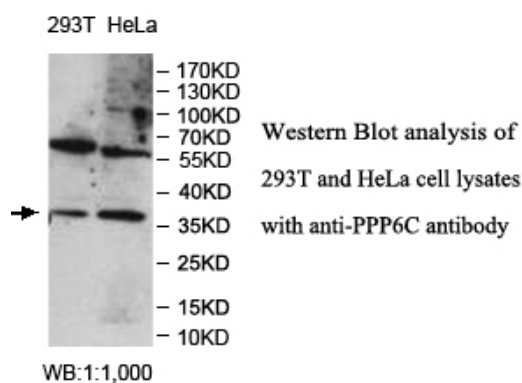 293T HeLa
170KD
130KD
100KD
70KD
55KD
40KD
35KD
25KD
15KD
10KD
WB:1:1,000
Western Blot analysis of
293T and HeLa cell lysates
with anti-PPP6C antibody